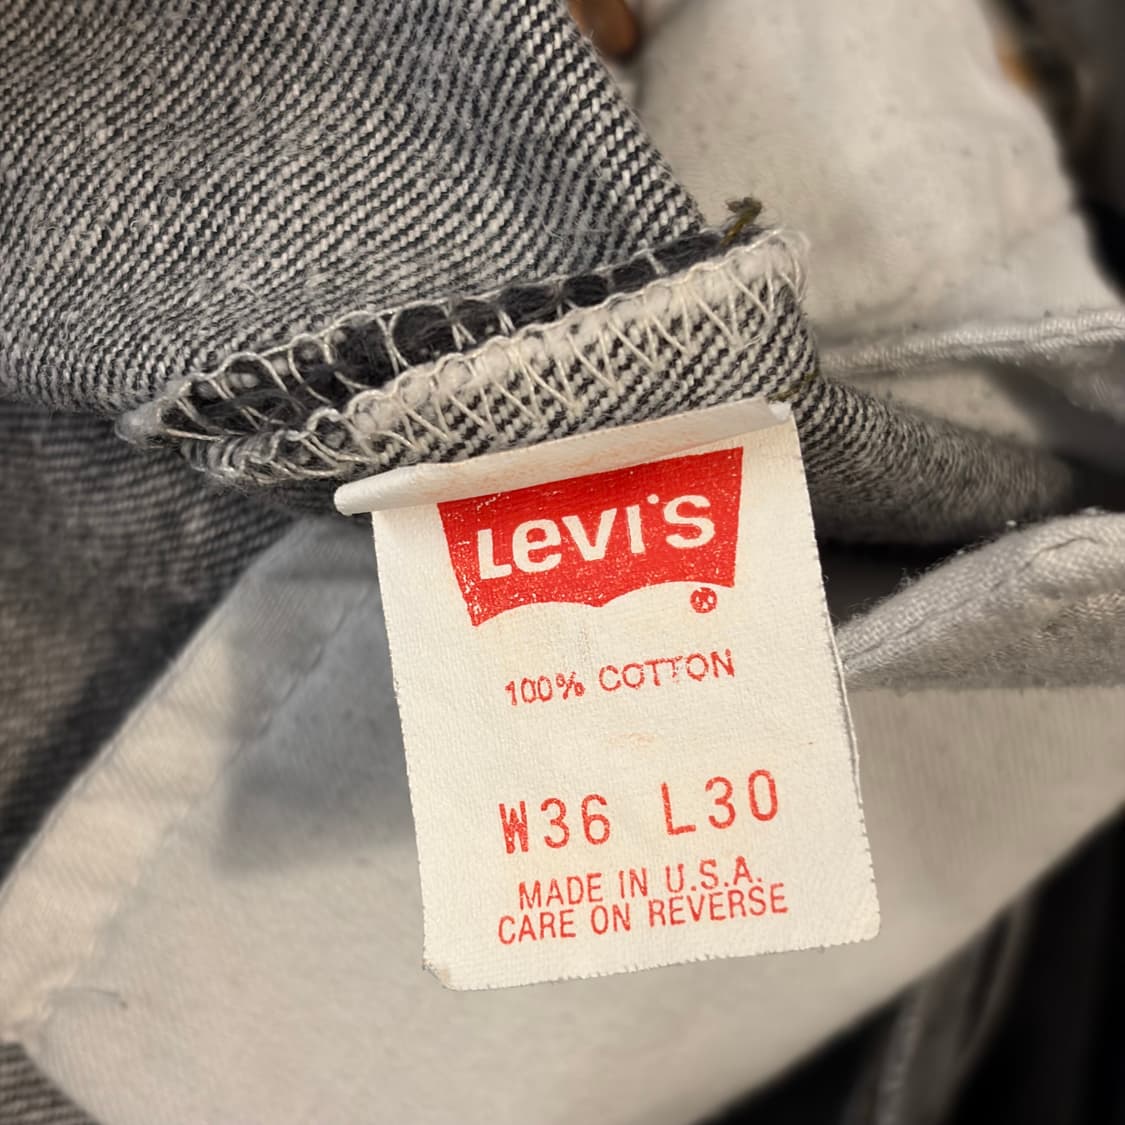 Levi's
100% COTTON
W36 L30
MADE IN U.S.A.
CARE ON REVERSE